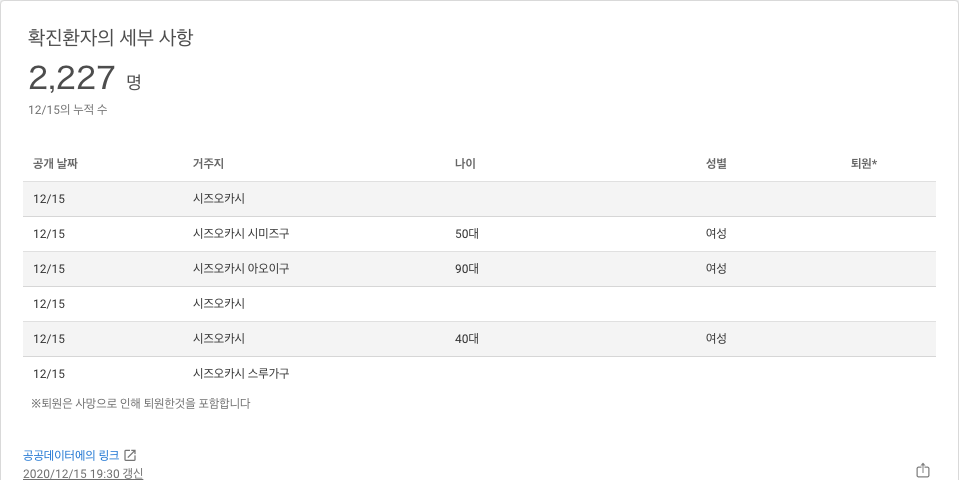 확진환자의 세부 사항
2,227 명
12/15의 누적 수
공개 날짜 거주지 나이 성별 퇴원*
12/15 시즈오카시
12/15 시즈오카시 시미즈구 50대 여성
12/15 시즈오카시 아오이구 90대 여성
12/15 시즈오카시
12/15 시즈오카시 40대 여성
12/15 시즈오카시 스루가구
※퇴원은 사망으로 인해 퇴원한것을 포함합니다
공공데이터에의 링크
2020/12/15 19:30 갱신